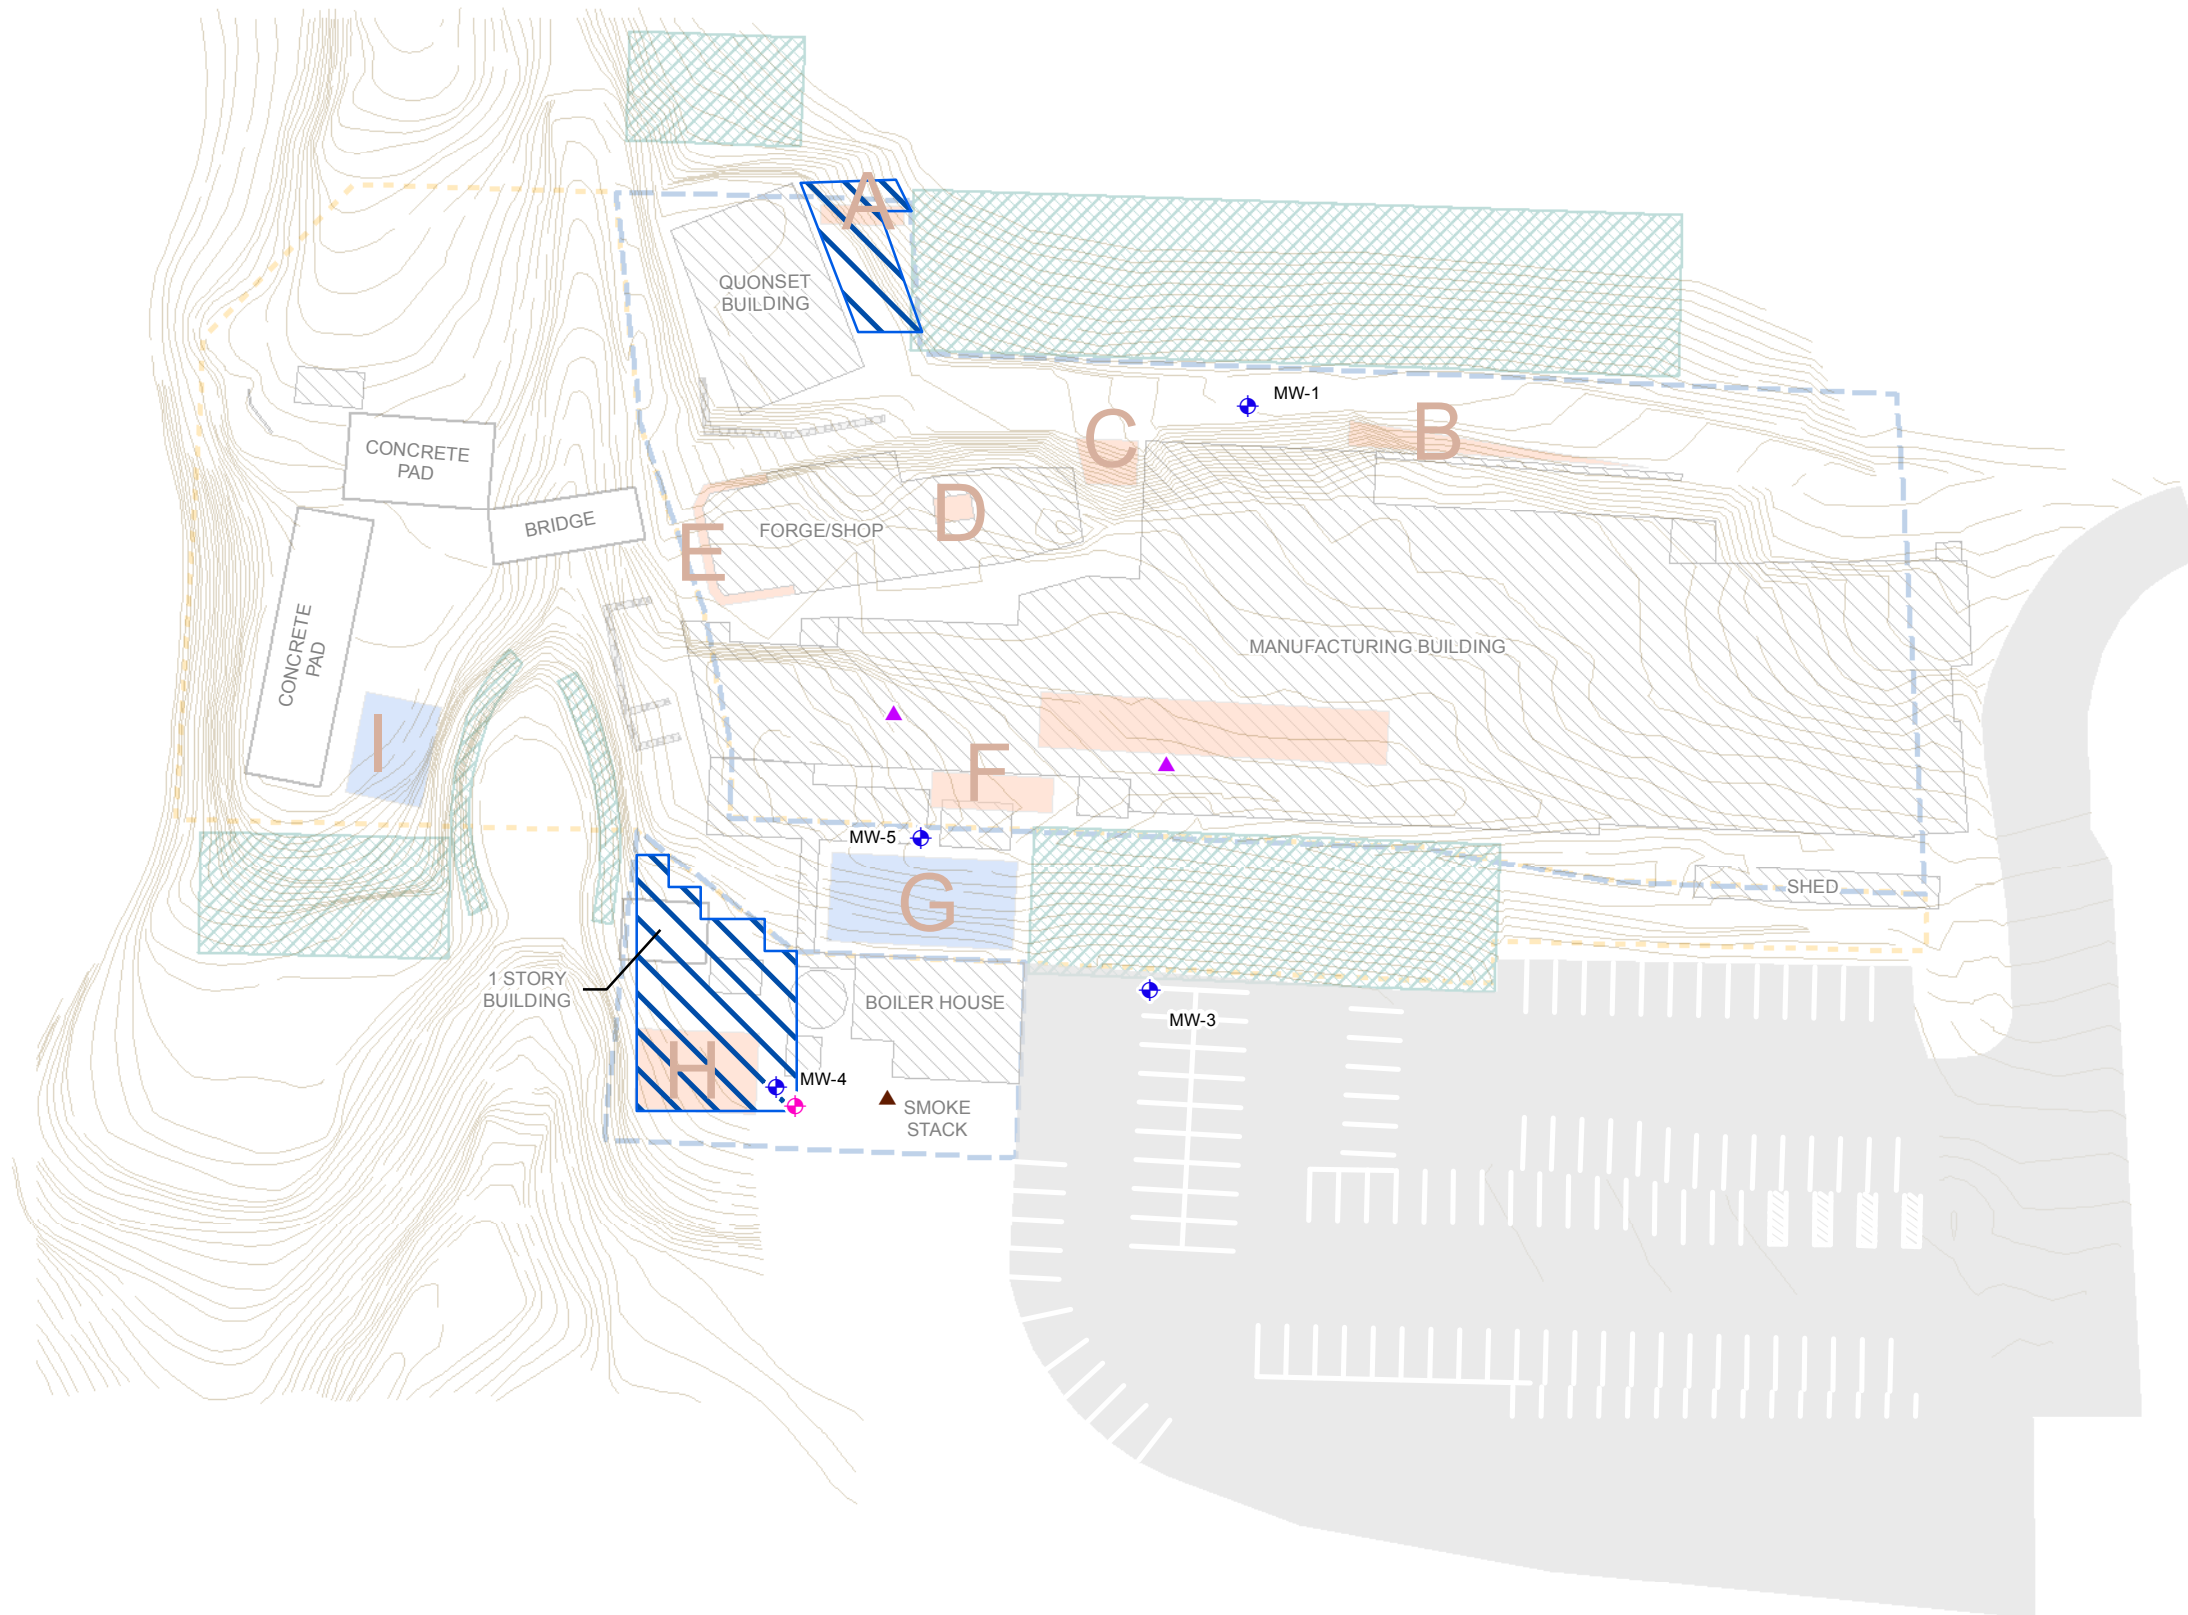 A
QUONSET
BUILDING
MW-1
B
C
CONCRETE
PAD
D
BRIDGE
FORGE/SHOP
E
CONCRETE
PAD
MANUFACTURING BUILDING
I
F
MW-5
G
SHED
1 STORY
BUILDING
BOILER HOUSE
MW-3
H
MW-4
SMOKE
STACK